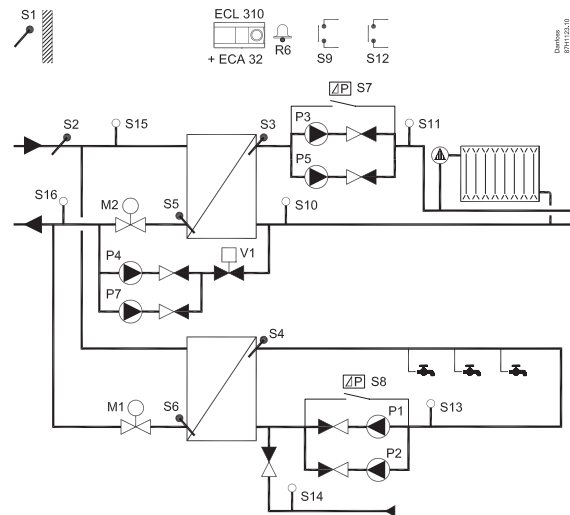 S1
ECL 310
R6
+ ECA 32
S9
S12
Danfoss
87H1123.10
P S7
S2
S15
S3
P3
S11
P5
S16
M2
S5
S10
P4
V1
P7
S4
P S8
M1
S6
P1
S13
P2
S14